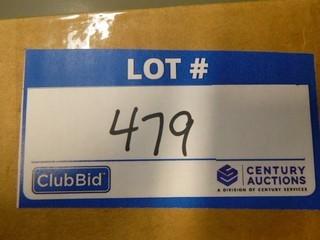 LOT #
479
ClubBid
CENTURY
AUCTIONS
A DIVISION OF CENTURY SERVICES